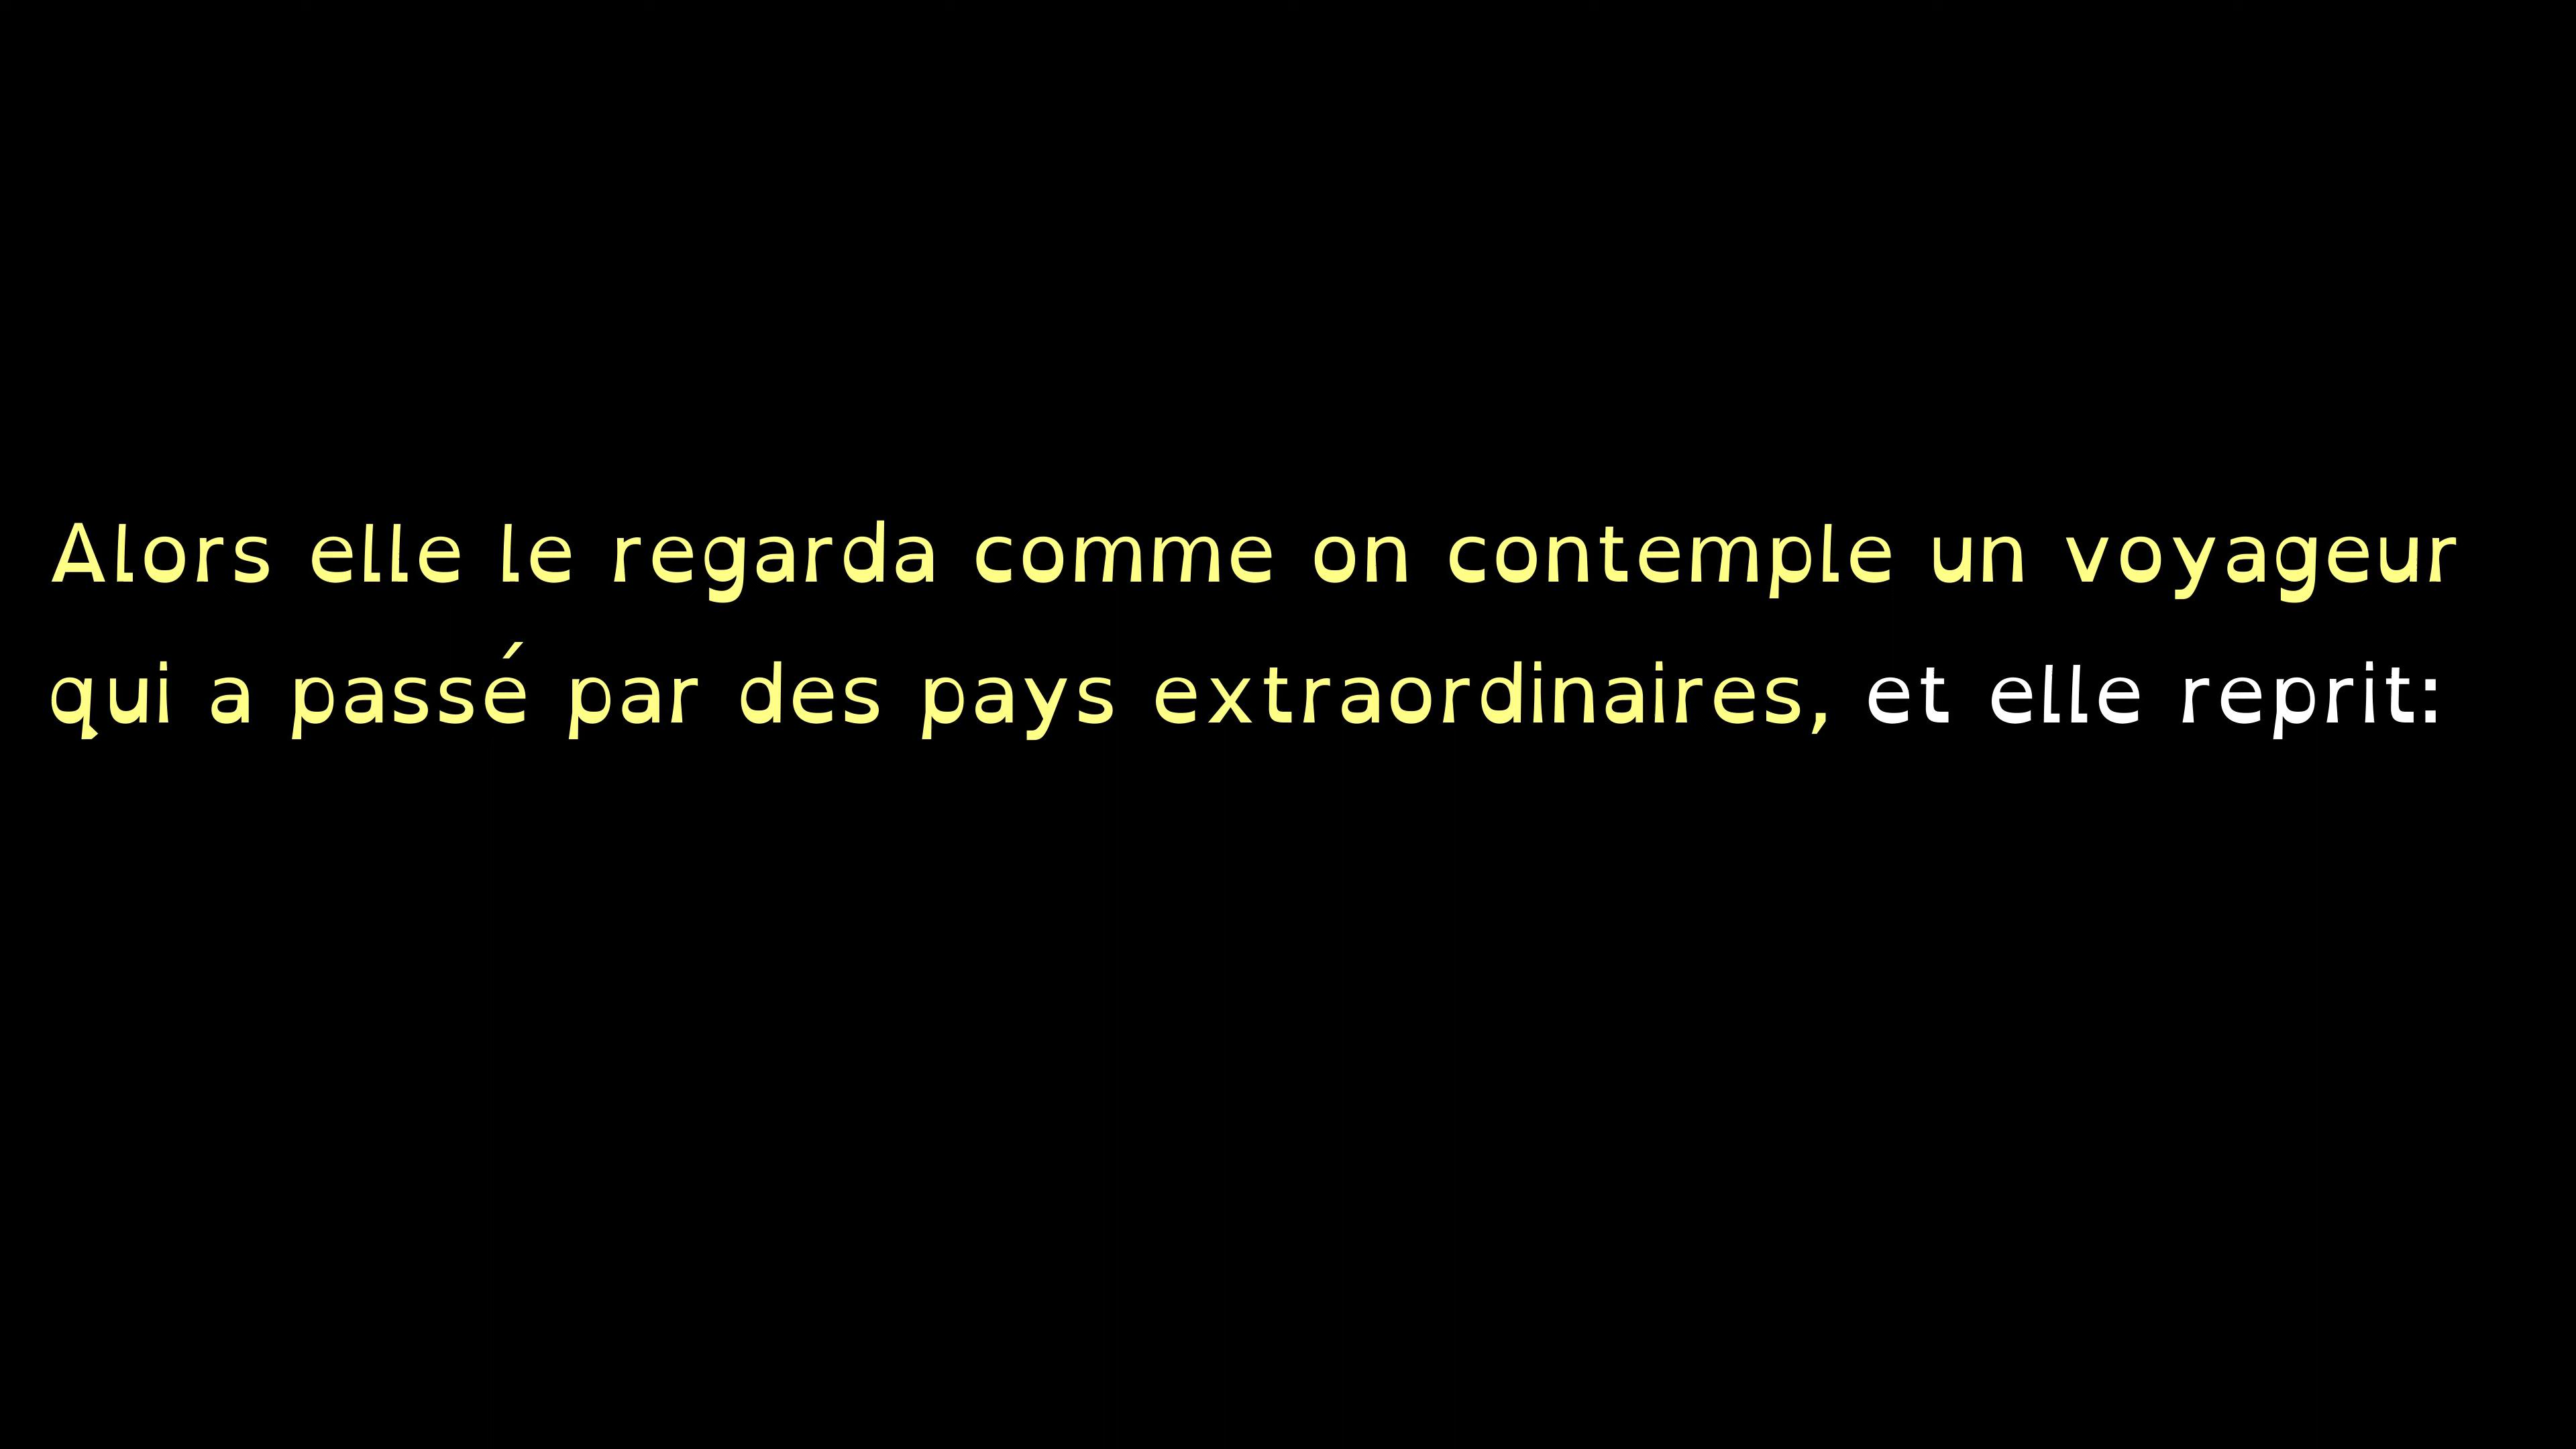 Alors elle le regarda comme on contemple un voyageur
qui a passé par des pays extraordinaires, et elle reprit: